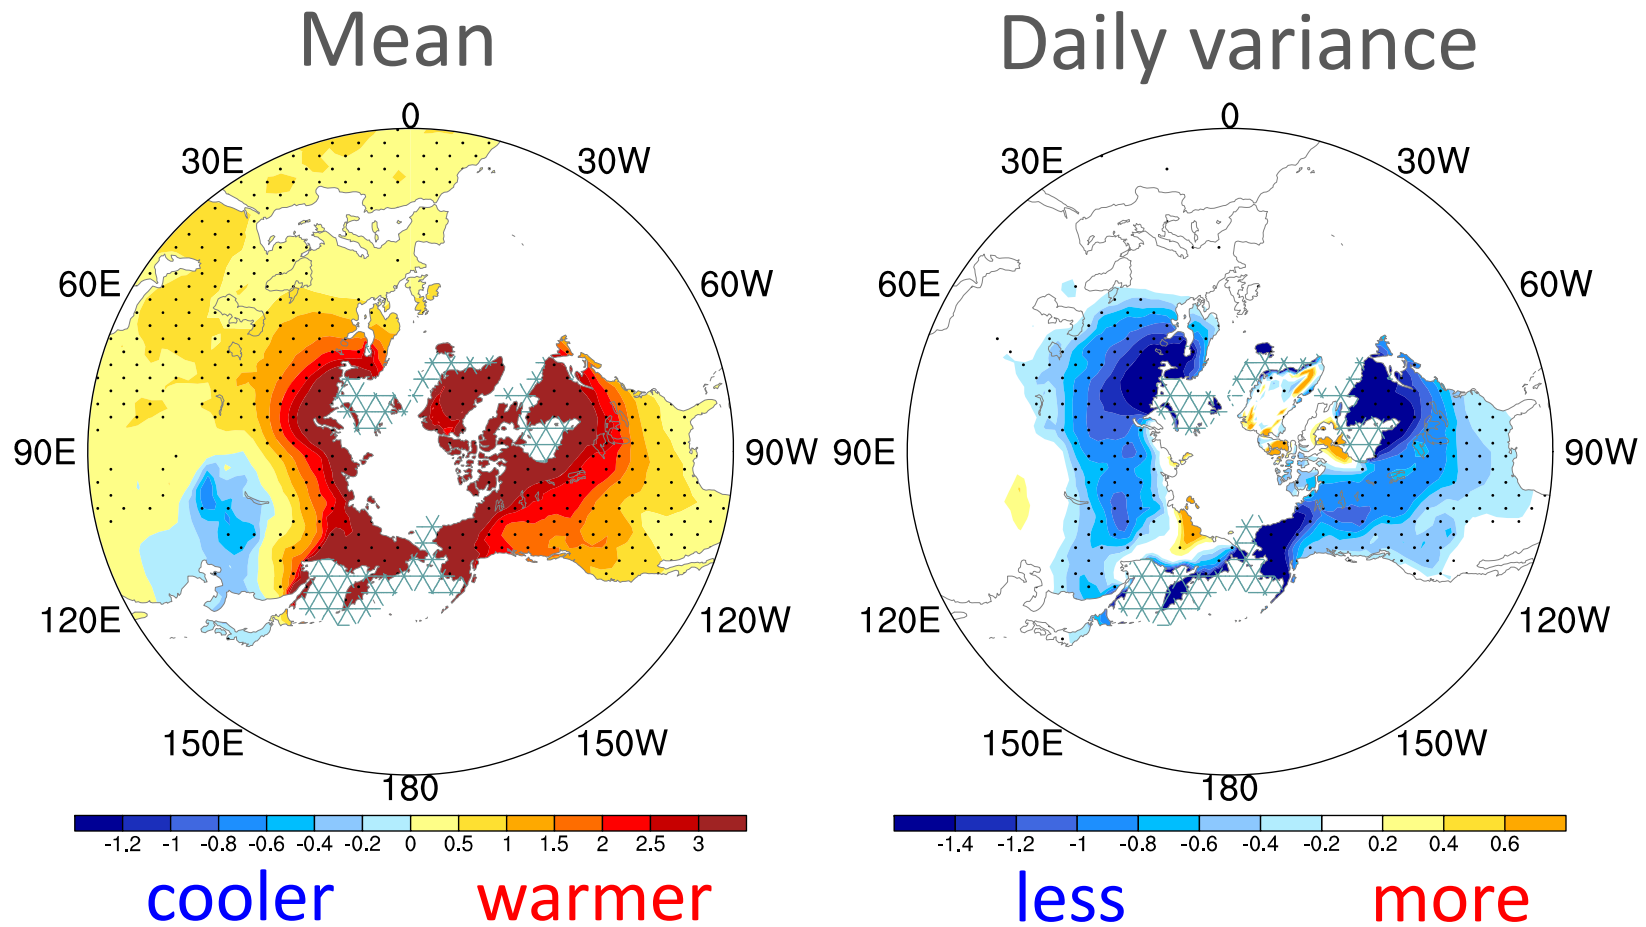 Mean
Daily variance
0
30E
30W
60E
60W
90E
90W
120E
120W
150E
150W
180
0
30E
30W
60E
60W
90E
90W
120E
120W
150E
150W
180
-1.2 -1 -0.8 -0.6 -0.4 -0.2 0 0.5 1 1.5 2 2.5 3
-1.4 -1.2 -1 -0.8 -0.6 -0.4 -0.2 0.2 0.4 0.6
cooler
warmer
less
more